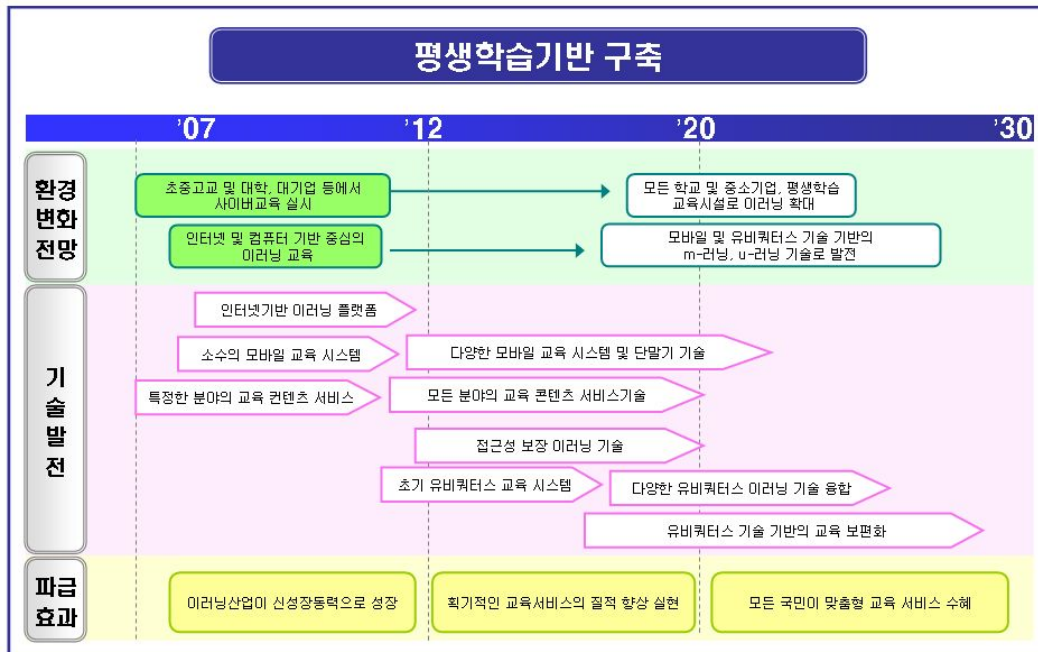 평생학습기반 구축
'07 '12 '20 '30
환경
변화
전망
초중고교 및 대학, 대기업 등에서
사이버교육 실시
모든 학교 및 중소기업, 평생학습
교육시설로 이러닝 확대
인터넷 및 컴퓨터 기반 중심의
이러닝 교육
모바일 및 유비쿼터스 기술 기반의
m-러닝, u-러닝 기술로 발전
기
술
발
전
인터넷기반 이러닝 플랫폼
소수의 모바일 교육 시스템
다양한 모바일 교육 시스템 및 단말기 기술
특정한 분야의 교육 컨텐츠 서비스
모든 분야의 교육 콘텐츠 서비스기술
접근성 보장 이러닝 기술
초기 유비쿼터스 교육 시스템
다양한 유비쿼터스 이러닝 기술 융합
유비쿼터스 기술 기반의 교육 보편화
파급
효과
이러닝산업이 신성장동력으로 성장
획기적인 교육서비스의 질적 향상 실현
모든 국민이 맞춤형 교육 서비스 수혜